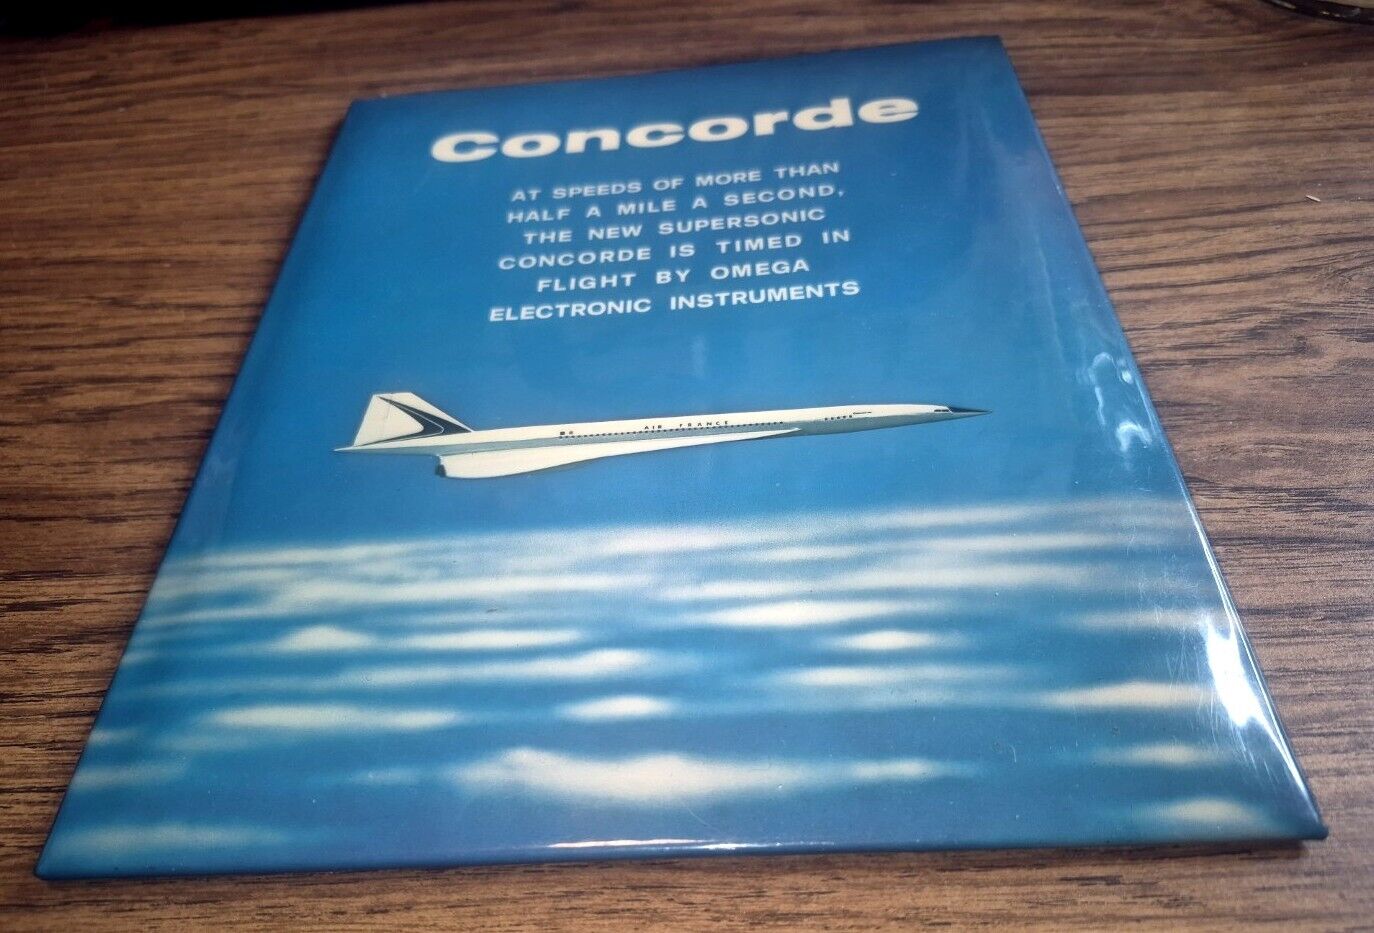 Concorde
AT SPEEDS OF MORE THAN
HALF A MILE A SECOND,
THE NEW SUPERSONIC
CONCORDE IS TIMED IN
FLIGHT BY OMEGA
ELECTRONIC INSTRUMENTS
AIR FRANCE